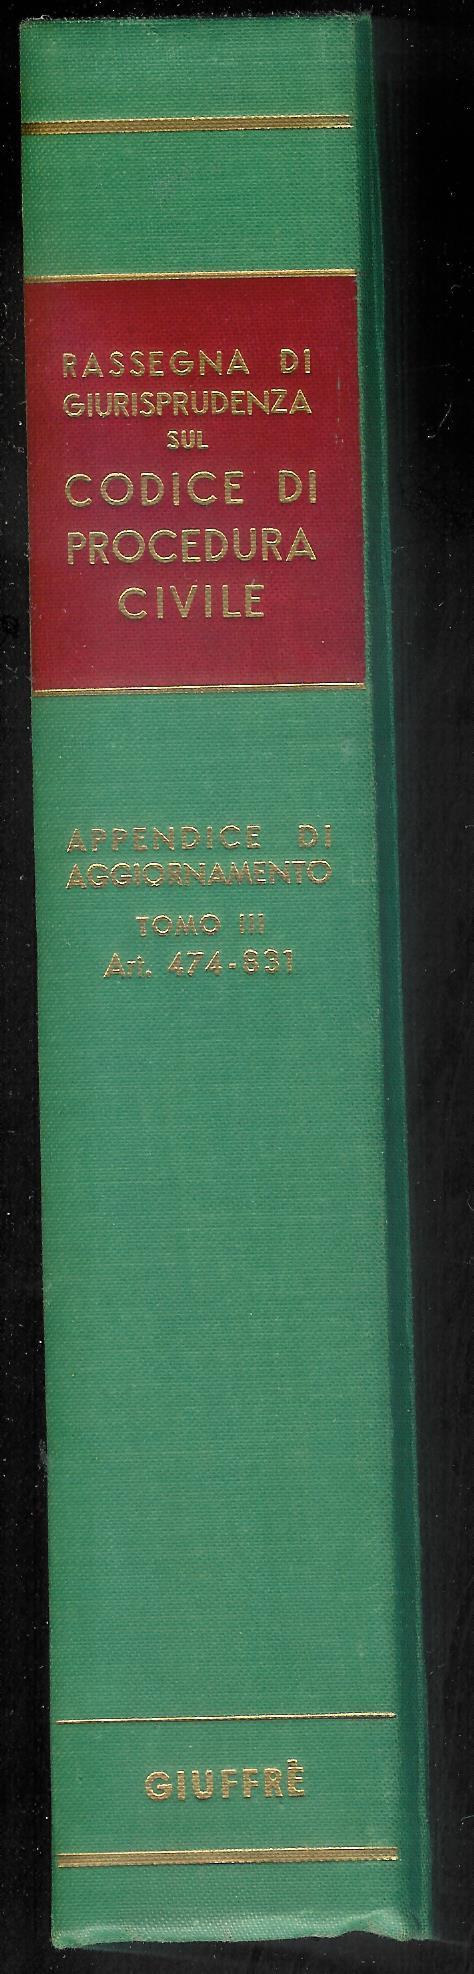 RASSEGNA DI
GIURISPRUDENZA
SUL
CODICE DI
PROCEDURA
CIVILE
APPENDICE DI
AGGIORNAMENTO
TOMO III
Art. 474-831
GIUFFRÈ